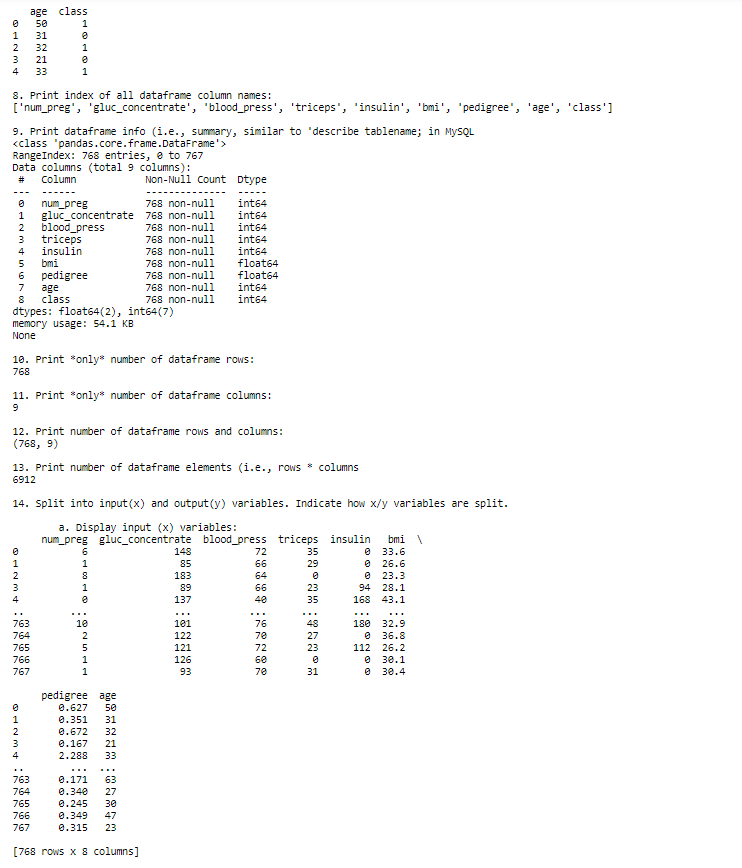 age  class
0   50      1
1   31      0
2   32      1
3   21      0
4   33      1
8. Print index of all dataframe column names:
['num_preg', 'gluc_concentrate', 'blood_press', 'triceps', 'insulin', 'bmi', 'pedigree', 'age', 'class']
9. Print dataframe info (i.e., summary, similar to 'describe tablename; in MySQL
<class 'pandas.core.frame.DataFrame'>
RangeIndex: 768 entries, 0 to 767
Data columns (total 9 columns):
 #   Column            Non-Null Count  Dtype
---  ------            --------------  -----
 0   num_preg          768 non-null    int64
 1   gluc_concentrate  768 non-null    int64
 2   blood_press       768 non-null    int64
 3   triceps           768 non-null    int64
 4   insulin           768 non-null    int64
 5   bmi               768 non-null    float64
 6   pedigree          768 non-null    float64
 7   age               768 non-null    int64
 8   class             768 non-null    int64
dtypes: float64(2), int64(7)
memory usage: 54.1 KB
None
10. Print *only* number of dataframe rows:
768
11. Print *only* number of dataframe columns:
9
12. Print number of dataframe rows and columns:
(768, 9)
13. Print number of dataframe elements (i.e., rows * columns
6912
14. Split into input(x) and output(y) variables. Indicate how x/y variables are split.
        a. Display input (x) variables:
     num_preg  gluc_concentrate  blood_press  triceps  insulin   bmi  \
0           6               148           72       35        0  33.6
1           1                85           66       29        0  26.6
2           8               183           64        0        0  23.3
3           1                89           66       23       94  28.1
4           0               137           40       35      168  43.1
..        ...               ...          ...      ...      ...   ...
763        10               101           76       48      180  32.9
764         2               122           70       27        0  36.8
765         5               121           72       23      112  26.2
766         1               126           60        0        0  30.1
767         1                93           70       31        0  30.4
     pedigree  age
0       0.627   50
1       0.351   31
2       0.672   32
3       0.167   21
4       2.288   33
..        ...  ...
763     0.171   63
764     0.340   27
765     0.245   30
766     0.349   47
767     0.315   23
[768 rows x 8 columns]